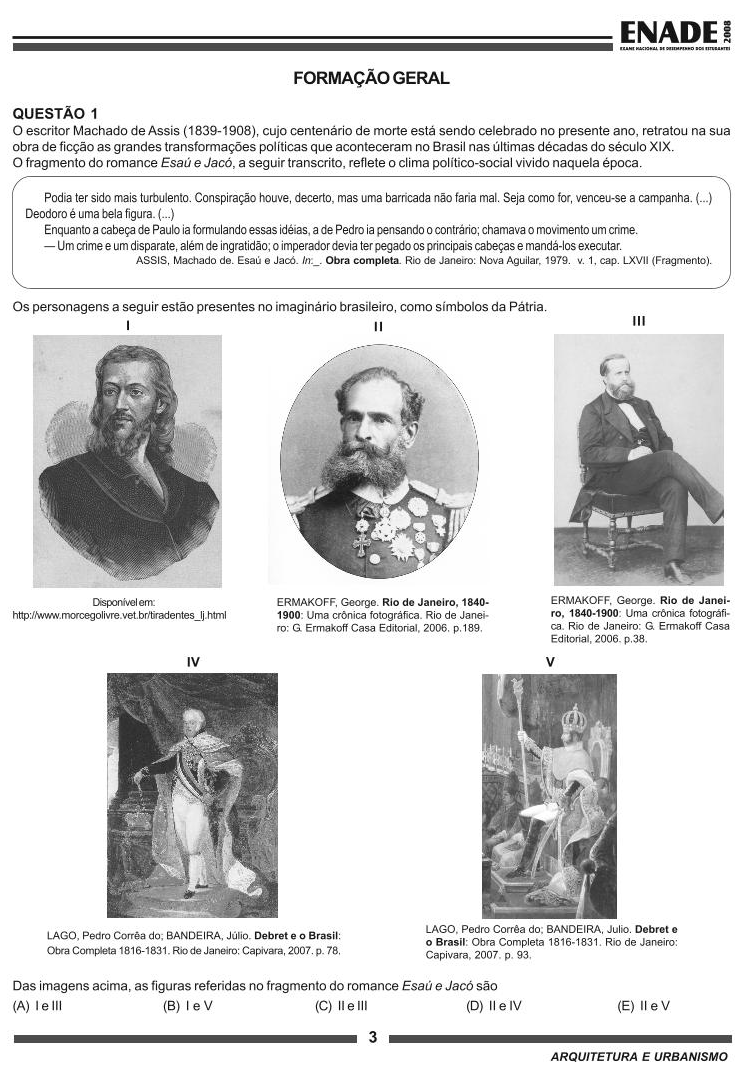 ENADE 2008
EXAME NACIONAL DE DESEMPENHO DOS ESTUDANTES
FORMAÇÃO GERAL
QUESTÃO 1
O escritor Machado de Assis (1839-1908), cujo centenário de morte está sendo celebrado no presente ano, retratou na sua
obra de ficção as grandes transformações políticas que aconteceram no Brasil nas últimas décadas do século XIX.
O fragmento do romance Esaú e Jacó, a seguir transcrito, reflete o clima político-social vivido naquela época.
Podia ter sido mais turbulento. Conspiração houve, decerto, mas uma barricada não faria mal. Seja como for, venceu-se a campanha. (...)
Deodoro é uma bela figura. (...)
Enquanto a cabeça de Paulo ia formulando essas idéias, a de Pedro ia pensando o contrário; chamava o movimento um crime.
— Um crime e um disparate, além de ingratidão; o imperador devia ter pegado os principais cabeças e mandá-los executar.
ASSIS, Machado de. Esaú e Jacó. In:_. Obra completa. Rio de Janeiro: Nova Aguilar, 1979. v. 1, cap. LXVII (Fragmento).
Os personagens a seguir estão presentes no imaginário brasileiro, como símbolos da Pátria.
I
II
III
Disponível em:
http://www.morcegolivre.vet.br/tiradentes_lj.html
ERMAKOFF, George. Rio de Janeiro, 1840-
1900: Uma crônica fotográfica. Rio de Janei-
ro: G. Ermakoff Casa Editorial, 2006. p.189.
ERMAKOFF, George. Rio de Janei-
ro, 1840-1900: Uma crônica fotográfi-
ca. Rio de Janeiro: G. Ermakoff Casa
Editorial, 2006. p.38.
IV
V
LAGO, Pedro Corrêa do; BANDEIRA, Júlio. Debret e o Brasil:
Obra Completa 1816-1831. Rio de Janeiro: Capivara, 2007. p. 78.
LAGO, Pedro Corrêa do; BANDEIRA, Julio. Debret e
o Brasil: Obra Completa 1816-1831. Rio de Janeiro:
Capivara, 2007. p. 93.
Das imagens acima, as figuras referidas no fragmento do romance Esaú e Jacó são
(A) I e III (B) I e V (C) II e III (D) II e IV (E) II e V
3
ARQUITETURA E URBANISMO